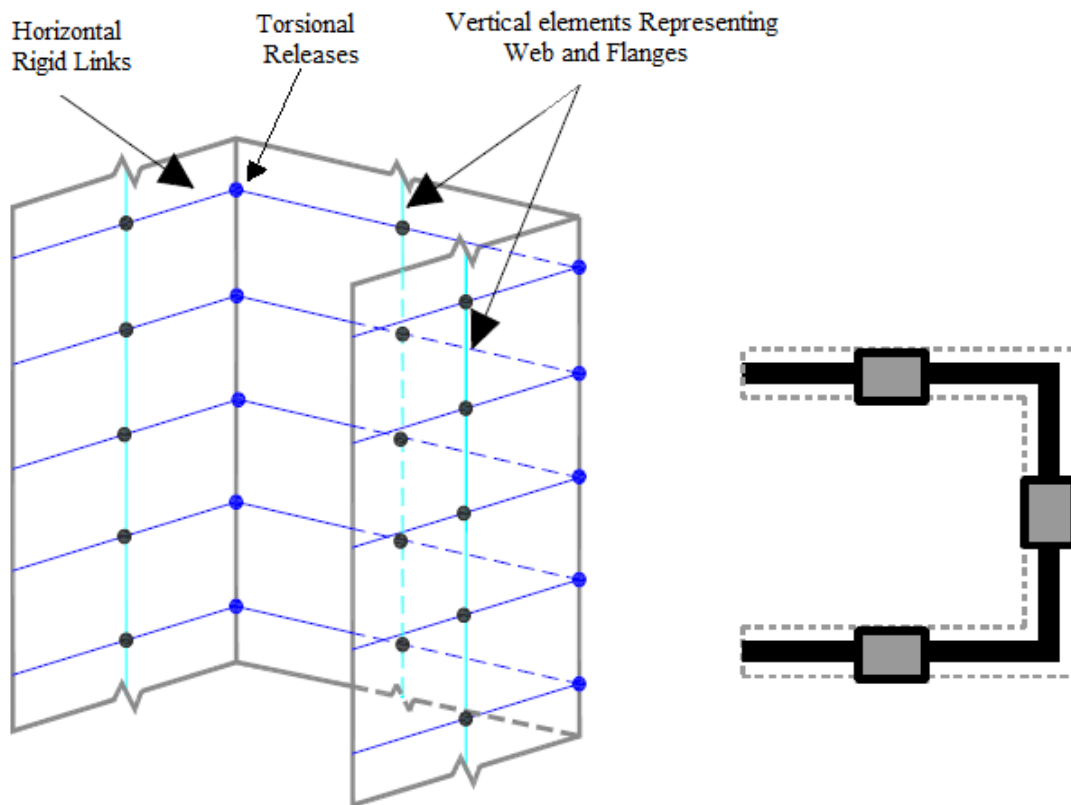 Horizontal
Rigid Links
Torsional
Releases
Vertical elements Representing
Web and Flanges